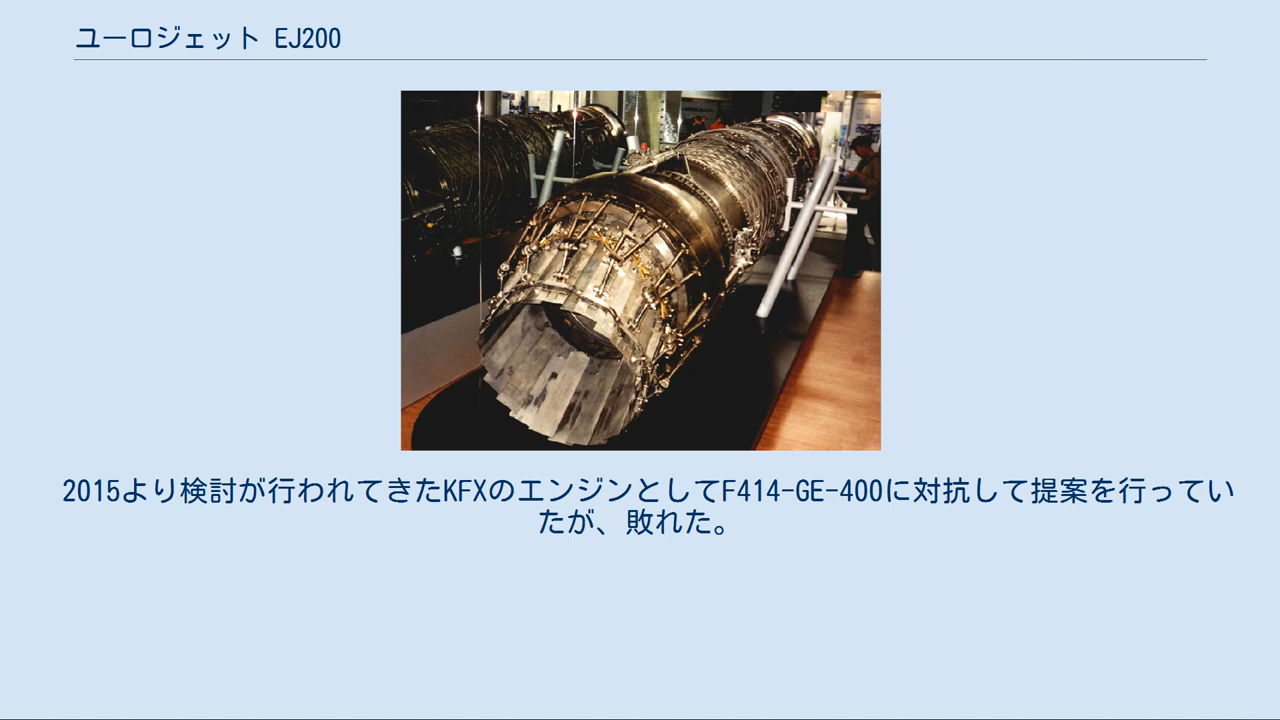 ユーロジェット EJ200
2015より検討が行われてきたKFXのエンジンとしてF414-GE-400に対抗して提案を行ってい
たが、敗れた。